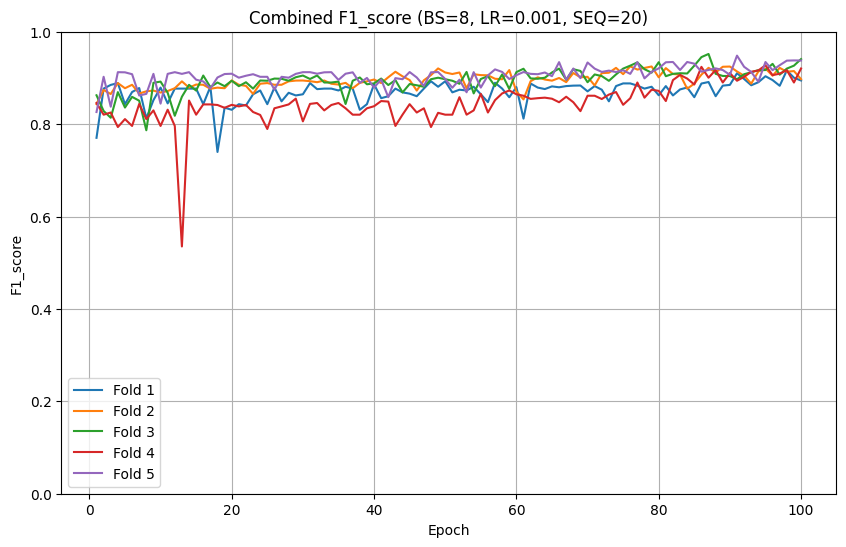 Combined F1_score (BS=8, LR=0.001, SEQ=20)
F1_score
1.0
0.8
0.6
0.4
0.2
0.0
Fold 1
Fold 2
Fold 3
Fold 4
Fold 5
0
20
40
60
80
100
Epoch